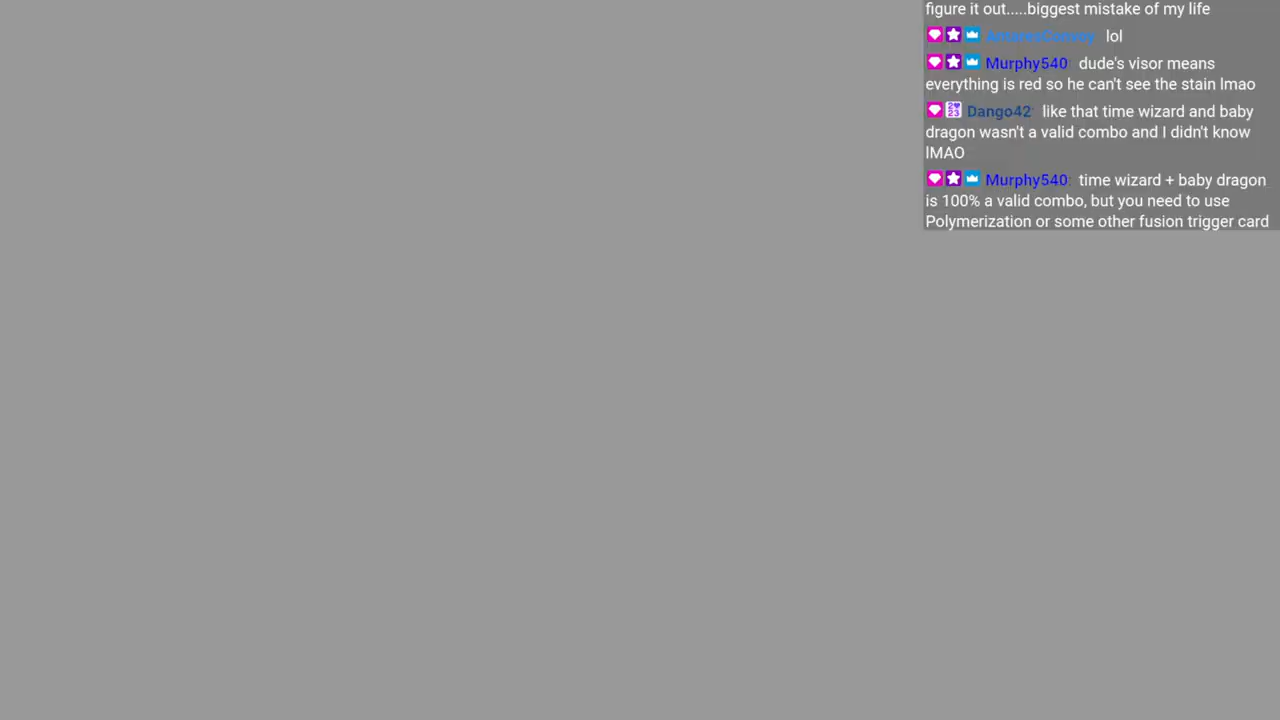 figure it out.....biggest mistake of my life
AntaresConvoy: lol
Murphy540: dude's visor means
everything is red so he can't see the stain lmao
Dango42: like that time wizard and baby
dragon wasn't a valid combo and I didn't know
lMAO
Murphy540: time wizard + baby dragon
is 100% a valid combo, but you need to use
Polymerization or some other fusion trigger card